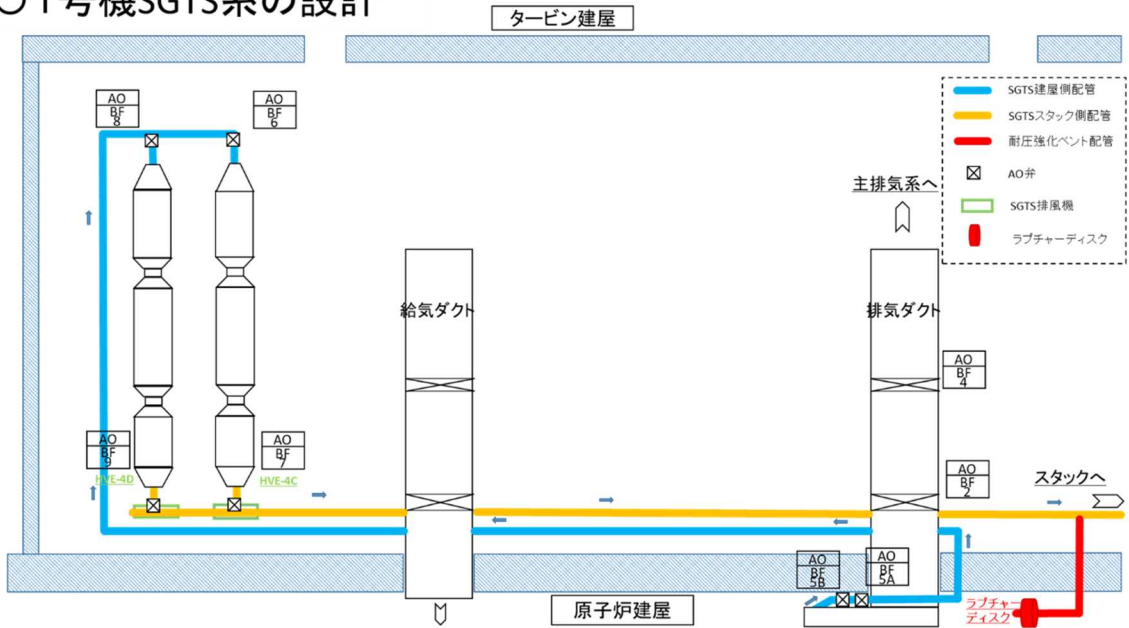 ○1号機SGTS系の設計
タービン建屋
AO
BF
8
AO
BF
6
SGTS建屋側配管
SGTSスタック側配管
耐圧強化ベント配管
AO弁
SGTS排風機
ラプチャーディスク
主排気系へ
給気ダクト
排気ダクト
AO
BF
4
AO
BF
9
HVE-4D
AO
BF
7
HVE-4C
AO
BF
2
スタックへ
AO
BF
5B
AO
BF
5A
原子炉建屋
ラプチャー
ディスク